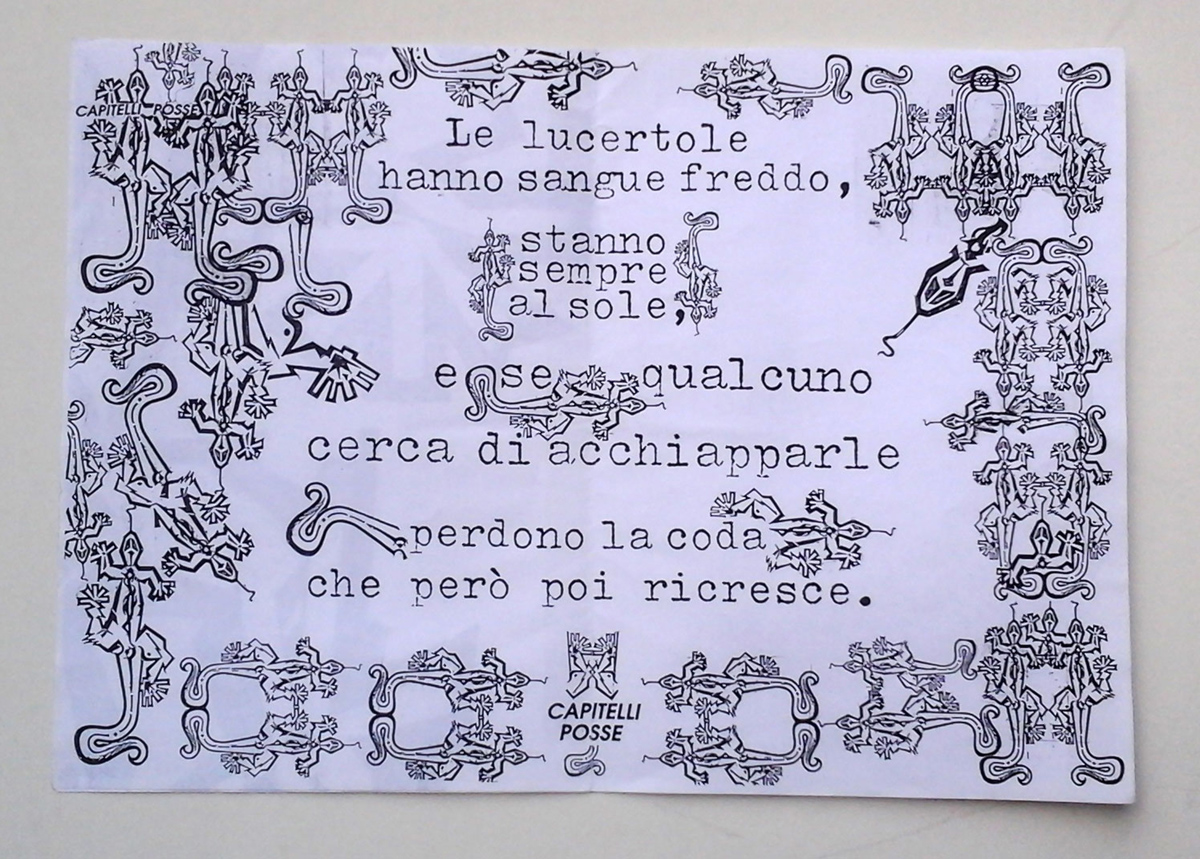 CAPITELLI POSSE
Le lucertole
hanno sangue freddo,
stanno
sempre
al sole,
e se qualcuno
cerca di acchiapparle
perdono la coda
che però poi ricresce.
CAPITELLI
POSSE